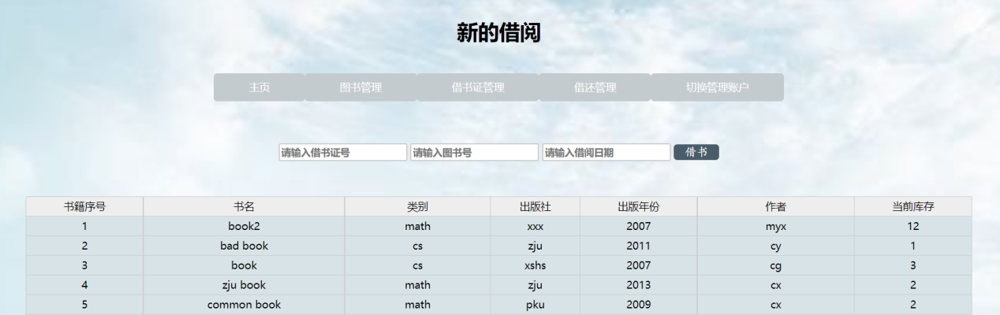 新的借阅
主页 图书管理 借书证管理 借还管理 切换管理账户
请输入借书证号 请输入图书号 请输入借阅日期 借书
书籍序号 书名 类别 出版社 出版年份 作者 当前库存
1 book2 math xxx 2007 myx 12
2 bad book cs zju 2011 cy 1
3 book cs xshs 2007 cg 3
4 zju book math zju 2013 cx 2
5 common book math pku 2009 cx 2